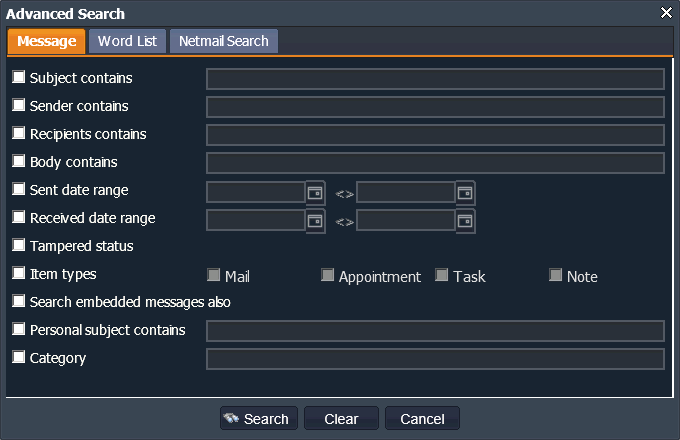 Advanced Search
Message Word List Netmail Search
Subject contains
Sender contains
Recipients contains
Body contains
Sent date range <>
Received date range <>
Tampered status
Item types Mail Appointment Task Note
Search embedded messages also
Personal subject contains
Category
Search Clear Cancel